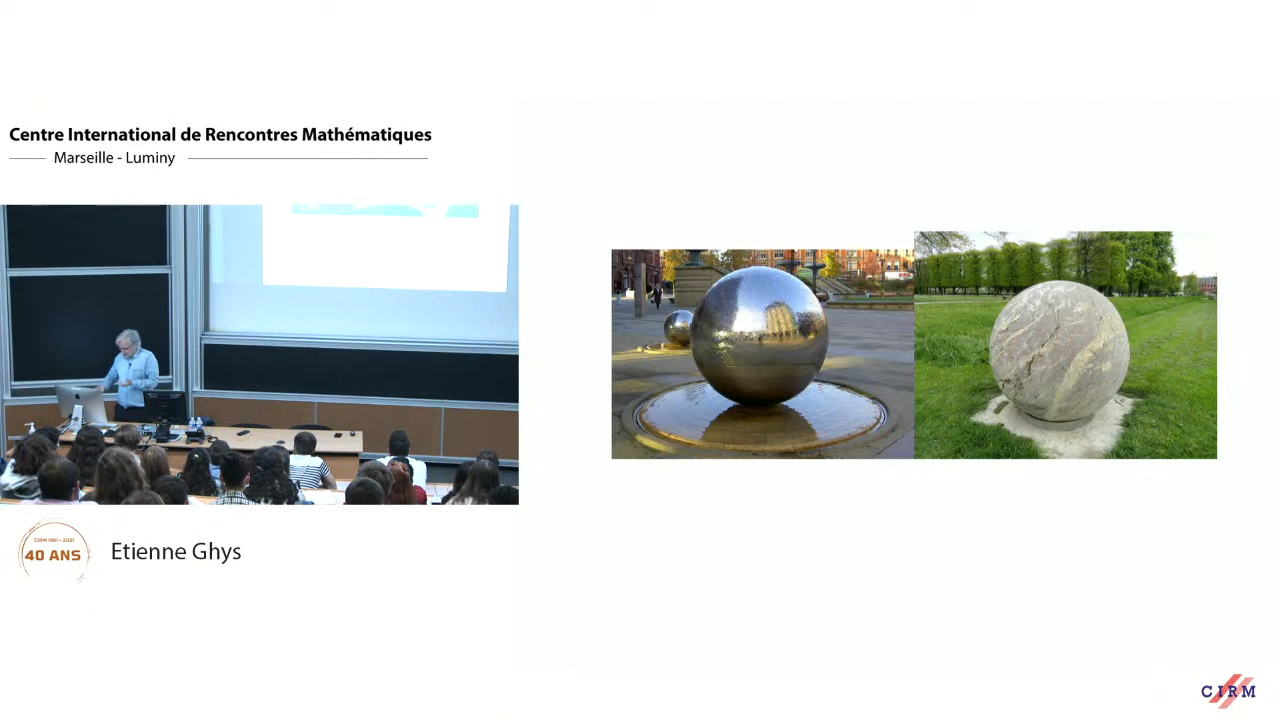 Centre International de Rencontres Mathématiques
Marseille - Luminy
CIRM 1981 - 2021
40 ANS
Etienne Ghys
CIRM